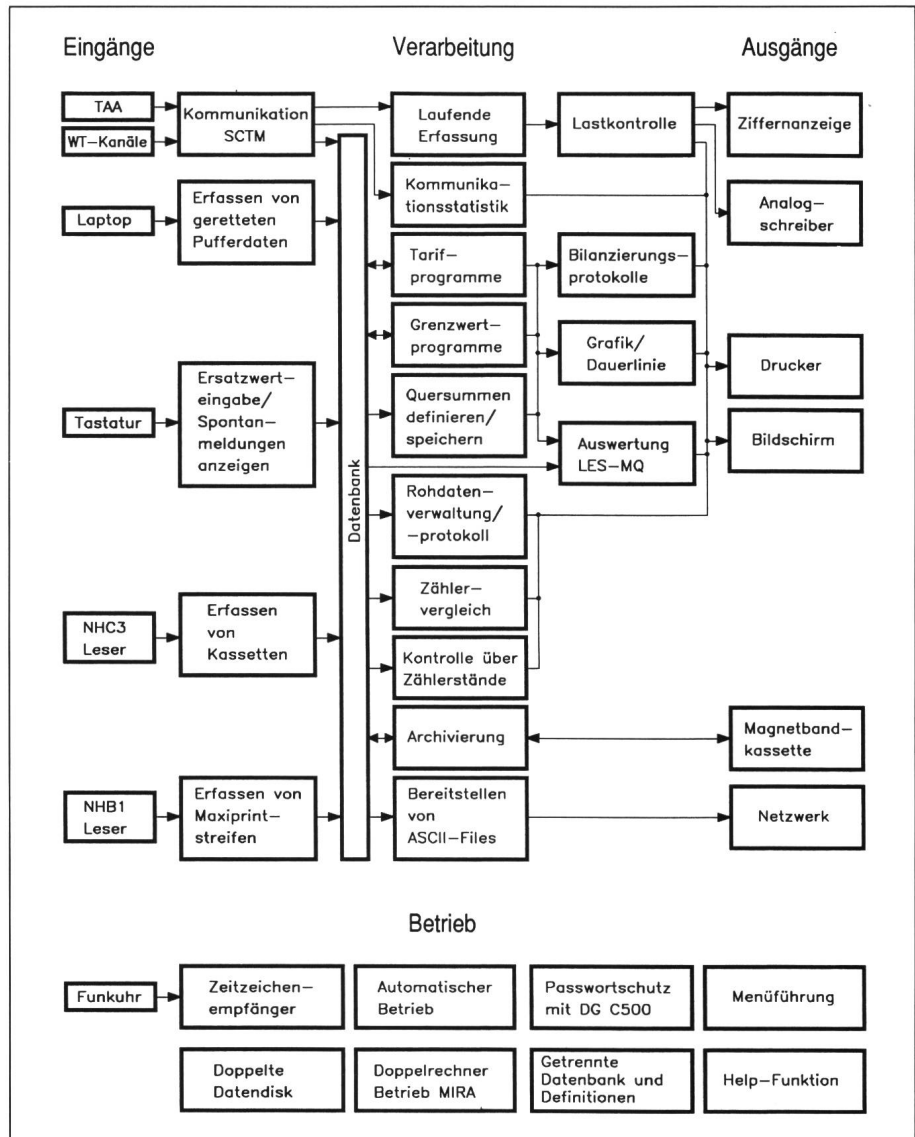 Eingänge
Verarbeitung
Ausgänge
TAA
WT–Kanäle
Kommunikation
SCTM
Laufende
Erfassung
Lastkontrolle
Ziffernanzeige
Kommunika–
tionsstatistik
Analog–
schreiber
Laptop
Erfassen von
geretteten
Pufferdaten
Tarif–
programme
Bilanzierungs–
protokolle
Grenzwert–
programme
Grafik/
Dauerlinie
Drucker
Tastatur
Ersatzwert–
eingabe/
Spontan–
meldungen
anzeigen
Quersummen
definieren/
speichern
Auswertung
LES–MQ
Bildschirm
Datenbank
Rohdaten–
verwaltung/
–protokoll
Zähler–
vergleich
NHC3
Leser
Erfassen
von
Kassetten
Kontrolle über
Zählerstände
Archivierung
Magnetband–
kassette
NHB1
Leser
Erfassen von
Maxiprint–
streifen
Bereitstellen
von
ASCII–Files
Netzwerk
Betrieb
Funkuhr
Zeitzeichen–
empfänger
Automatischer
Betrieb
Passwortschutz
mit DG C500
Menüführung
Doppelte
Datendisk
Doppelrechner
Betrieb MIRA
Getrennte
Datenbank und
Definitionen
Help–Funktion